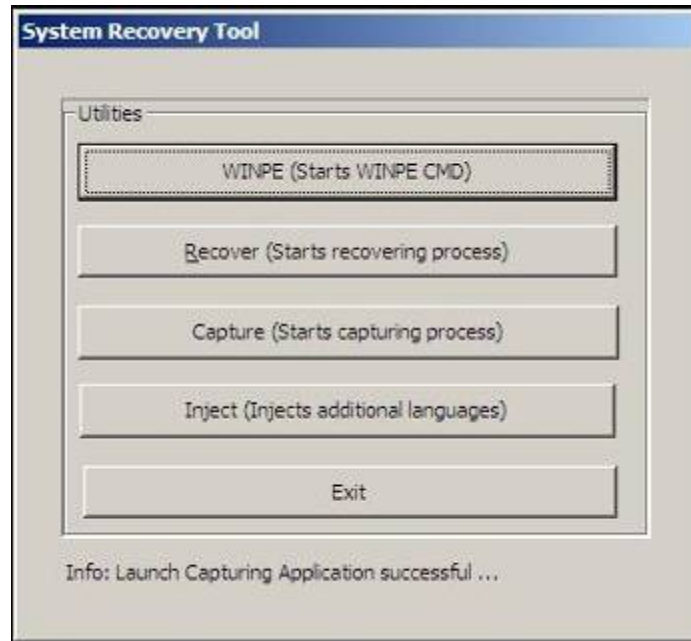 System Recovery Tool
Utilities
WINPE (Starts WINPE CMD)
Recover (Starts recovering process)
Capture (Starts capturing process)
Inject (Injects additional languages)
Exit
Info: Launch Capturing Application successful ...